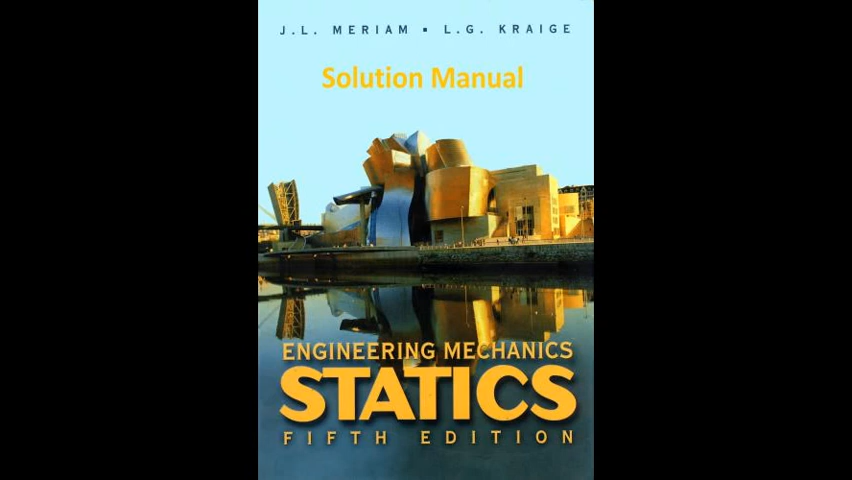 J.L. MERIAM ▪ L.G. KRAIGE
Solution Manual
ENGINEERING MECHANICS
STATICS
FIFTH EDITION